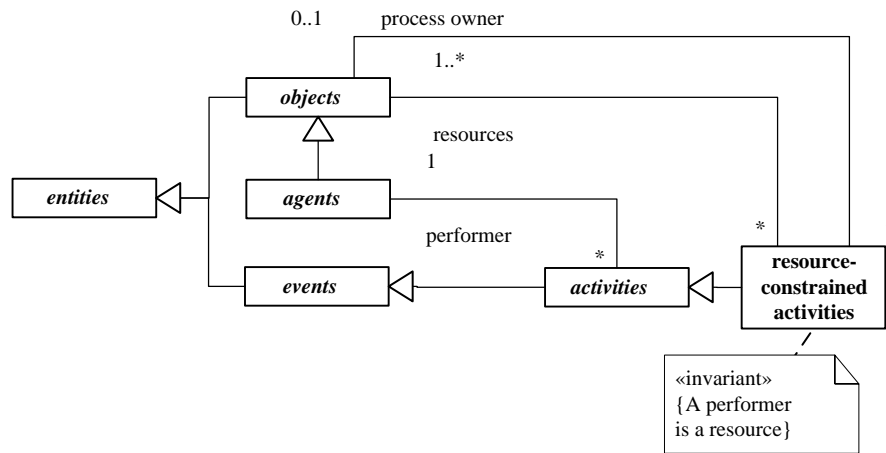 0..1 process owner
1..*
objects
resources
1
entities
agents
performer
*
*
events
activities
resource-
constrained
activities
«invariant»
{A performer
is a resource}